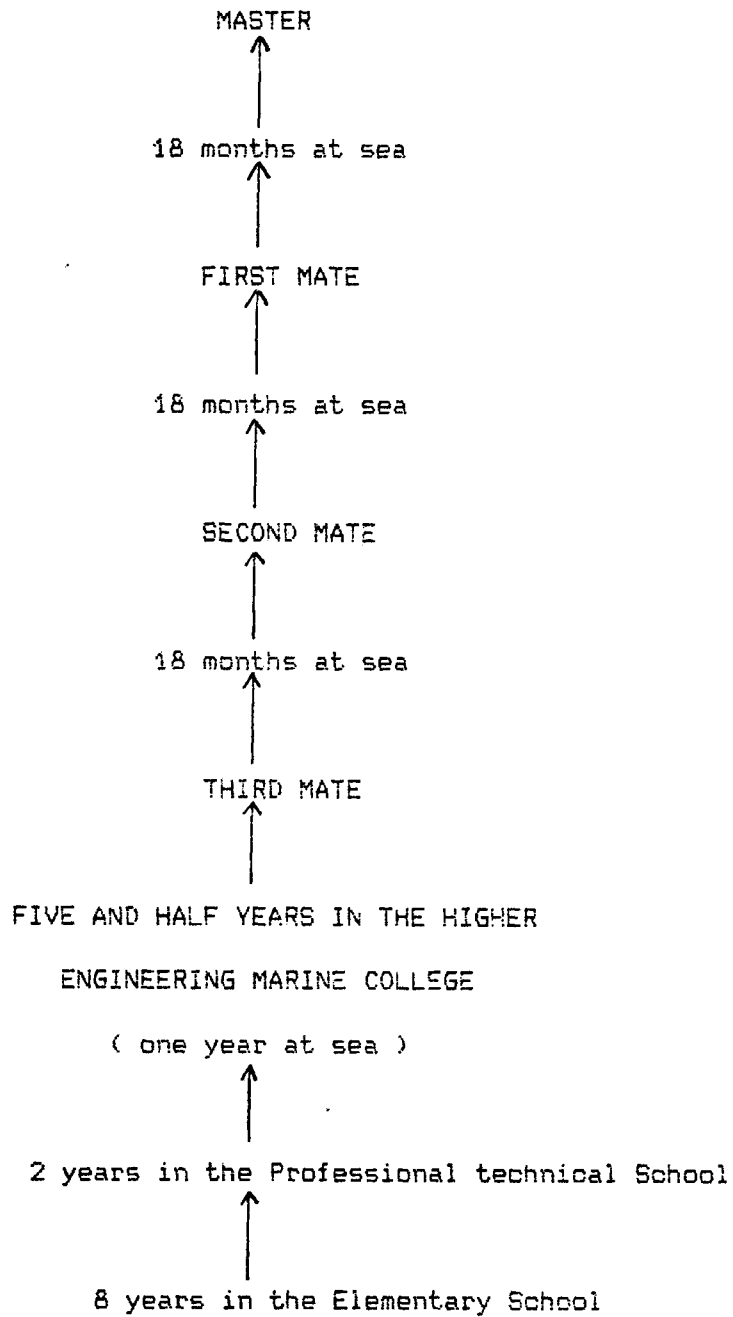 MASTER
18 months at sea
FIRST MATE
18 months at sea
SECOND MATE
18 months at sea
THIRD MATE
FIVE AND HALF YEARS IN THE HIGHER
ENGINEERING MARINE COLLEGE
( one year at sea )
2 years in the Professional technical School
8 years in the Elementary School